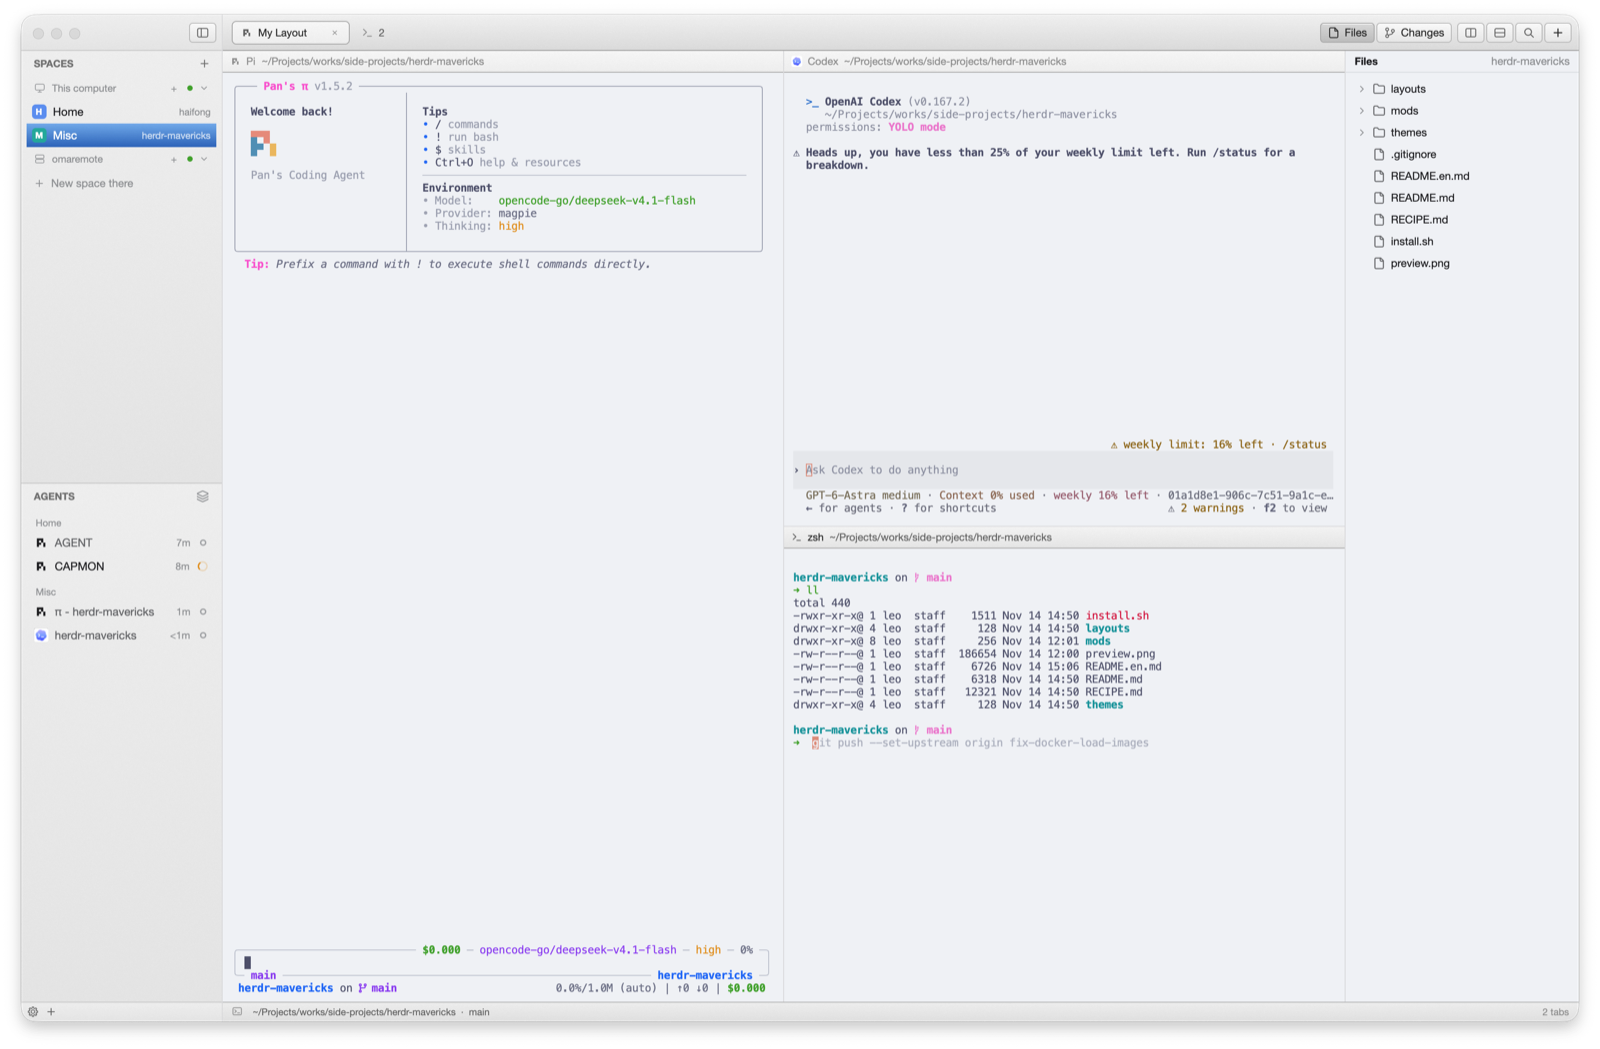 My Layout ×
>_ 2
Files
Changes
SPACES
This computer
H Home haifong
M Misc herdr-mavericks
omaremote
New space there
AGENTS
Home
AGENT 7m
CAPMON 8m
Misc
π - herdr-mavericks 1m
herdr-mavericks <1m
Pi ~/Projects/works/side-projects/herdr-mavericks
Pan's π v1.5.2
Welcome back!
Pan's Coding Agent
Tips
• / commands
• ! run bash
• $ skills
• Ctrl+O help & resources
Environment
• Model: opencode-go/deepseek-v4.1-flash
• Provider: magpie
• Thinking: high
Tip: Prefix a command with ! to execute shell commands directly.
$0.000 — opencode-go/deepseek-v4.1-flash — high — 0%
main herdr-mavericks
herdr-mavericks on main 0.0%/1.0M (auto) | ↑0 ↓0 | $0.000
Codex ~/Projects/works/side-projects/herdr-mavericks
>_ OpenAI Codex (v0.167.2)
~/Projects/works/side-projects/herdr-mavericks
permissions: YOLO mode
⚠ Heads up, you have less than 25% of your weekly limit left. Run /status for a
breakdown.
⚠ weekly limit: 16% left · /status
› Ask Codex to do anything
GPT-6-Astra medium · Context 0% used · weekly 16% left · 01a1d8e1-906c-7c51-9a1c-e…
← for agents · ? for shortcuts ⚠ 2 warnings · f2 to view
>_ zsh ~/Projects/works/side-projects/herdr-mavericks
herdr-mavericks on main
➜ ll
total 440
-rwxr-xr-x@ 1 leo staff 1511 Nov 14 14:50 install.sh
drwxr-xr-x@ 4 leo staff 128 Nov 14 14:50 layouts
drwxr-xr-x@ 8 leo staff 256 Nov 14 12:01 mods
-rw-r--r--@ 1 leo staff 186654 Nov 14 12:00 preview.png
-rw-r--r--@ 1 leo staff 6726 Nov 14 15:06 README.en.md
-rw-r--r--@ 1 leo staff 6318 Nov 14 14:50 README.md
-rw-r--r--@ 1 leo staff 12321 Nov 14 14:50 RECIPE.md
drwxr-xr-x@ 4 leo staff 128 Nov 14 14:50 themes
herdr-mavericks on main
➜ git push --set-upstream origin fix-docker-load-images
Files herdr-mavericks
layouts
mods
themes
.gitignore
README.en.md
README.md
RECIPE.md
install.sh
preview.png
~/Projects/works/side-projects/herdr-mavericks · main
2 tabs